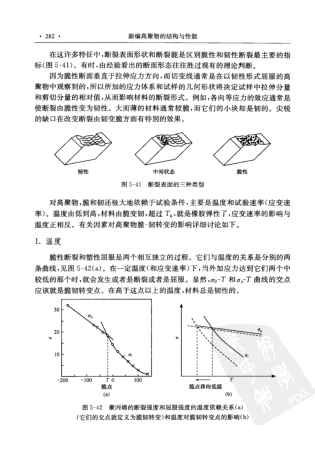 · 282 ·
新编高聚物的结构与性能
在这许多特征中,断裂表面形状和断裂能是区别脆性和韧性断裂最主要的指
标(图 5-41)。有时,由经验看出的断面形态往往胜过现有的理论判断。
因为脆性断面垂直于拉伸应力方向,而切变线通常是在以韧性形式屈服的高
聚物中观察到的,所以所加的应力体系和试样的几何形状将决定试样中拉伸分量
和剪切分量的相对值,从而影响材料的断裂形式。例如,各向等应力的效应通常是
使断裂由脆性变为韧性。大而薄的材料通常较脆,而它们的小块却是韧的。尖锐
的缺口在改变断裂由韧变脆方面有特别的效果。
韧性
中间状态
脆性
图 5-41 断裂表面的三种类型
对高聚物,脆和韧还极大地依赖于试验条件,主要是温度和试验速率(应变速
率)。温度由低到高,材料由脆变韧,超过 Tg,就是橡胶弹性了,应变速率的影响与
温度正相反。有关因素对高聚物脆-韧转变的影响详细讨论如下。
1. 温度
脆性断裂和塑性屈服是两个相互独立的过程。它们与温度的关系是分别的两
条曲线,见图 5-42(a)。在一定温度(和应变速率)下,当外加应力达到它们两个中
较低的那个时,就会发生或者是断裂或者是屈服。显然,σb-T 和 σy-T 曲线的交点
应该就是脆韧转变点。在高于这点以上的温度,材料总是韧性的。
30
20
10
σ
σb
σy
-200
-100
T
0
100
脆点
(a)
σ
σb
σy
T
脆点移向低温
(b)
图 5-42 聚丙烯的断裂强度和屈服强度的温度依赖关系(a)
(它们的交点就定义为脆韧转变)和温度对脆韧转变点的影响(b)